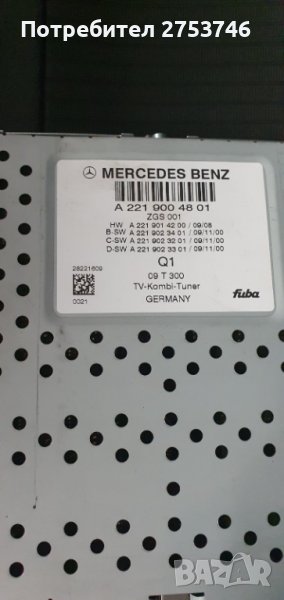 Потребител 2753746
MERCEDES BENZ
A 221 900 48 01
ZGS 001
HW A 221 901 42 00 / 09/08
B-SW A 221 902 34 01 / 09/11/00
C-SW A 221 902 32 01 / 09/11/00
D-SW A 221 902 33 01 / 09/11/00
Q1
28231609
09 T 300
TV-Kombi-Tuner
0021
GERMANY
fuba
BAZAR